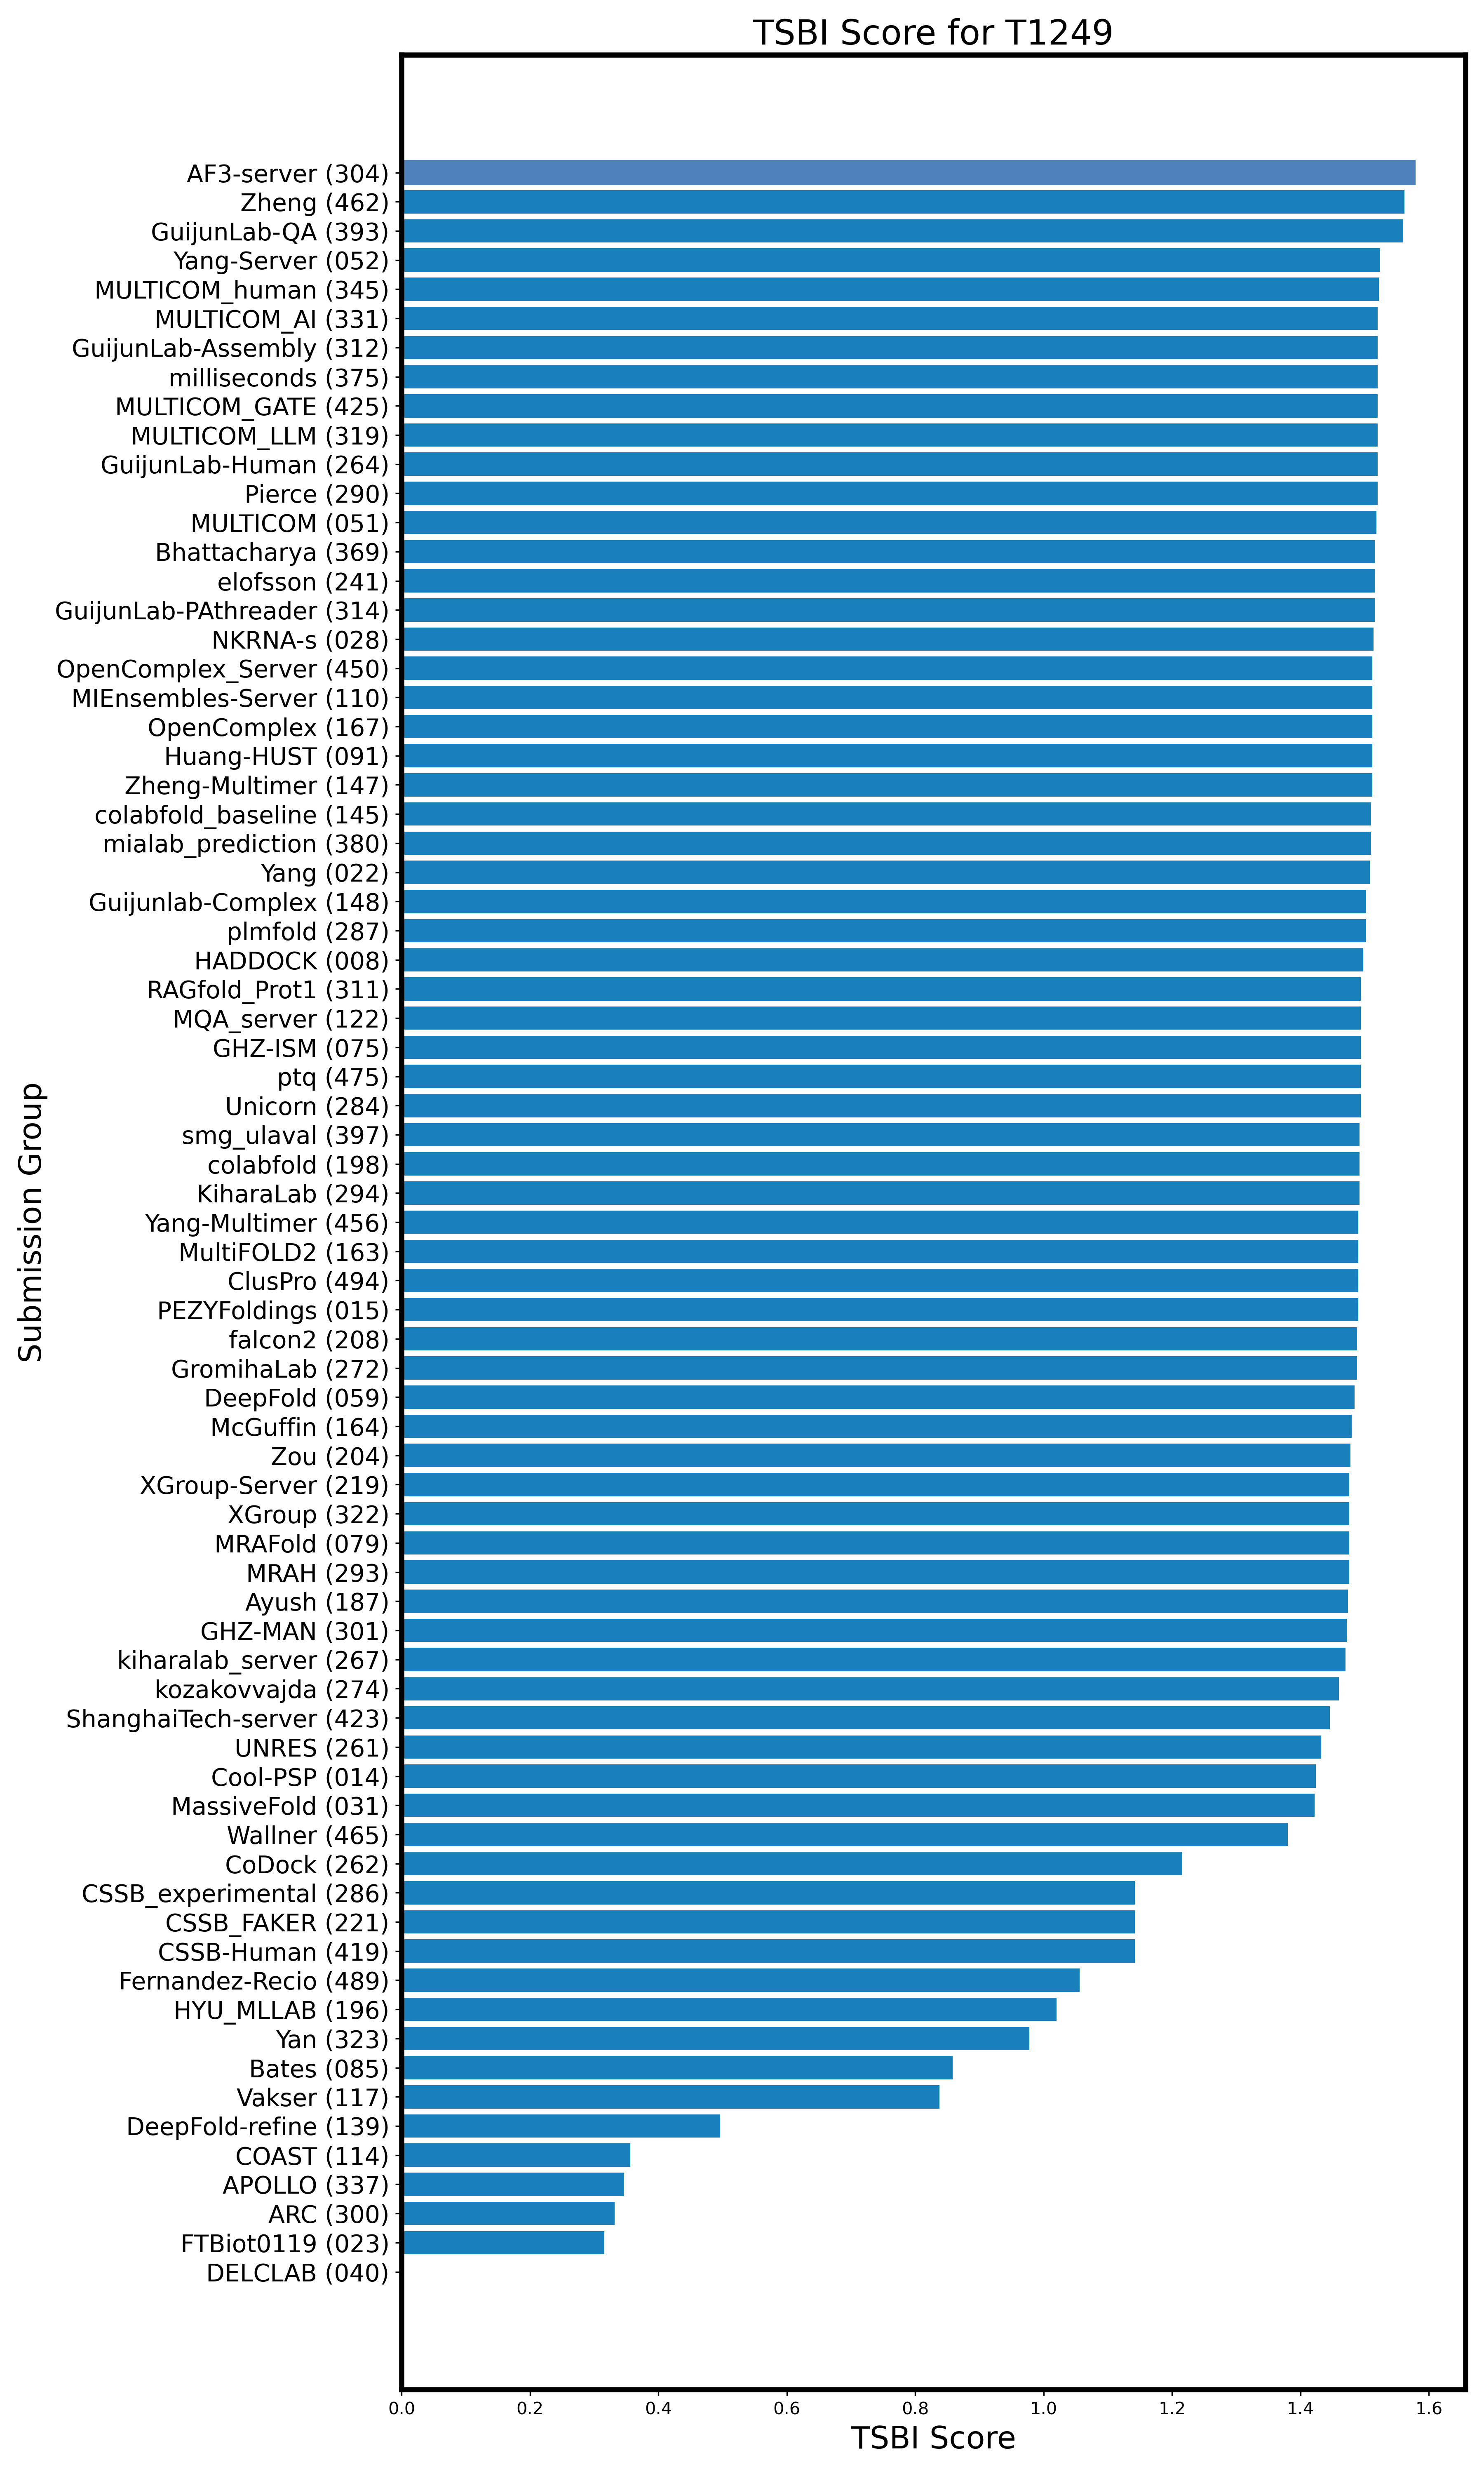 TSBI Score for T1249
AF3-server (304)
Zheng (462)
GuijunLab-QA (393)
Yang-Server (052)
MULTICOM_human (345)
MULTICOM_AI (331)
GuijunLab-Assembly (312)
milliseconds (375)
MULTICOM_GATE (425)
MULTICOM_LLM (319)
GuijunLab-Human (264)
Pierce (290)
MULTICOM (051)
Bhattacharya (369)
elofsson (241)
GuijunLab-PAthreader (314)
NKRNA-s (028)
OpenComplex_Server (450)
MIEnsembles-Server (110)
OpenComplex (167)
Huang-HUST (091)
Zheng-Multimer (147)
colabfold_baseline (145)
mialab_prediction (380)
Yang (022)
Guijunlab-Complex (148)
plmfold (287)
HADDOCK (008)
RAGfold_Prot1 (311)
MQA_server (122)
GHZ-ISM (075)
ptq (475)
Unicorn (284)
smg_ulaval (397)
colabfold (198)
KiharaLab (294)
Yang-Multimer (456)
MultiFOLD2 (163)
ClusPro (494)
PEZYFoldings (015)
falcon2 (208)
GromihaLab (272)
DeepFold (059)
McGuffin (164)
Zou (204)
XGroup-Server (219)
XGroup (322)
MRAFold (079)
MRAH (293)
Ayush (187)
GHZ-MAN (301)
kiharalab_server (267)
kozakovvajda (274)
ShanghaiTech-server (423)
UNRES (261)
Cool-PSP (014)
MassiveFold (031)
Wallner (465)
CoDock (262)
CSSB_experimental (286)
CSSB_FAKER (221)
CSSB-Human (419)
Fernandez-Recio (489)
HYU_MLLAB (196)
Yan (323)
Bates (085)
Vakser (117)
DeepFold-refine (139)
COAST (114)
APOLLO (337)
ARC (300)
FTBiot0119 (023)
DELCLAB (040)
Submission Group
0.0 0.2 0.4 0.6 0.8 1.0 1.2 1.4 1.6
TSBI Score